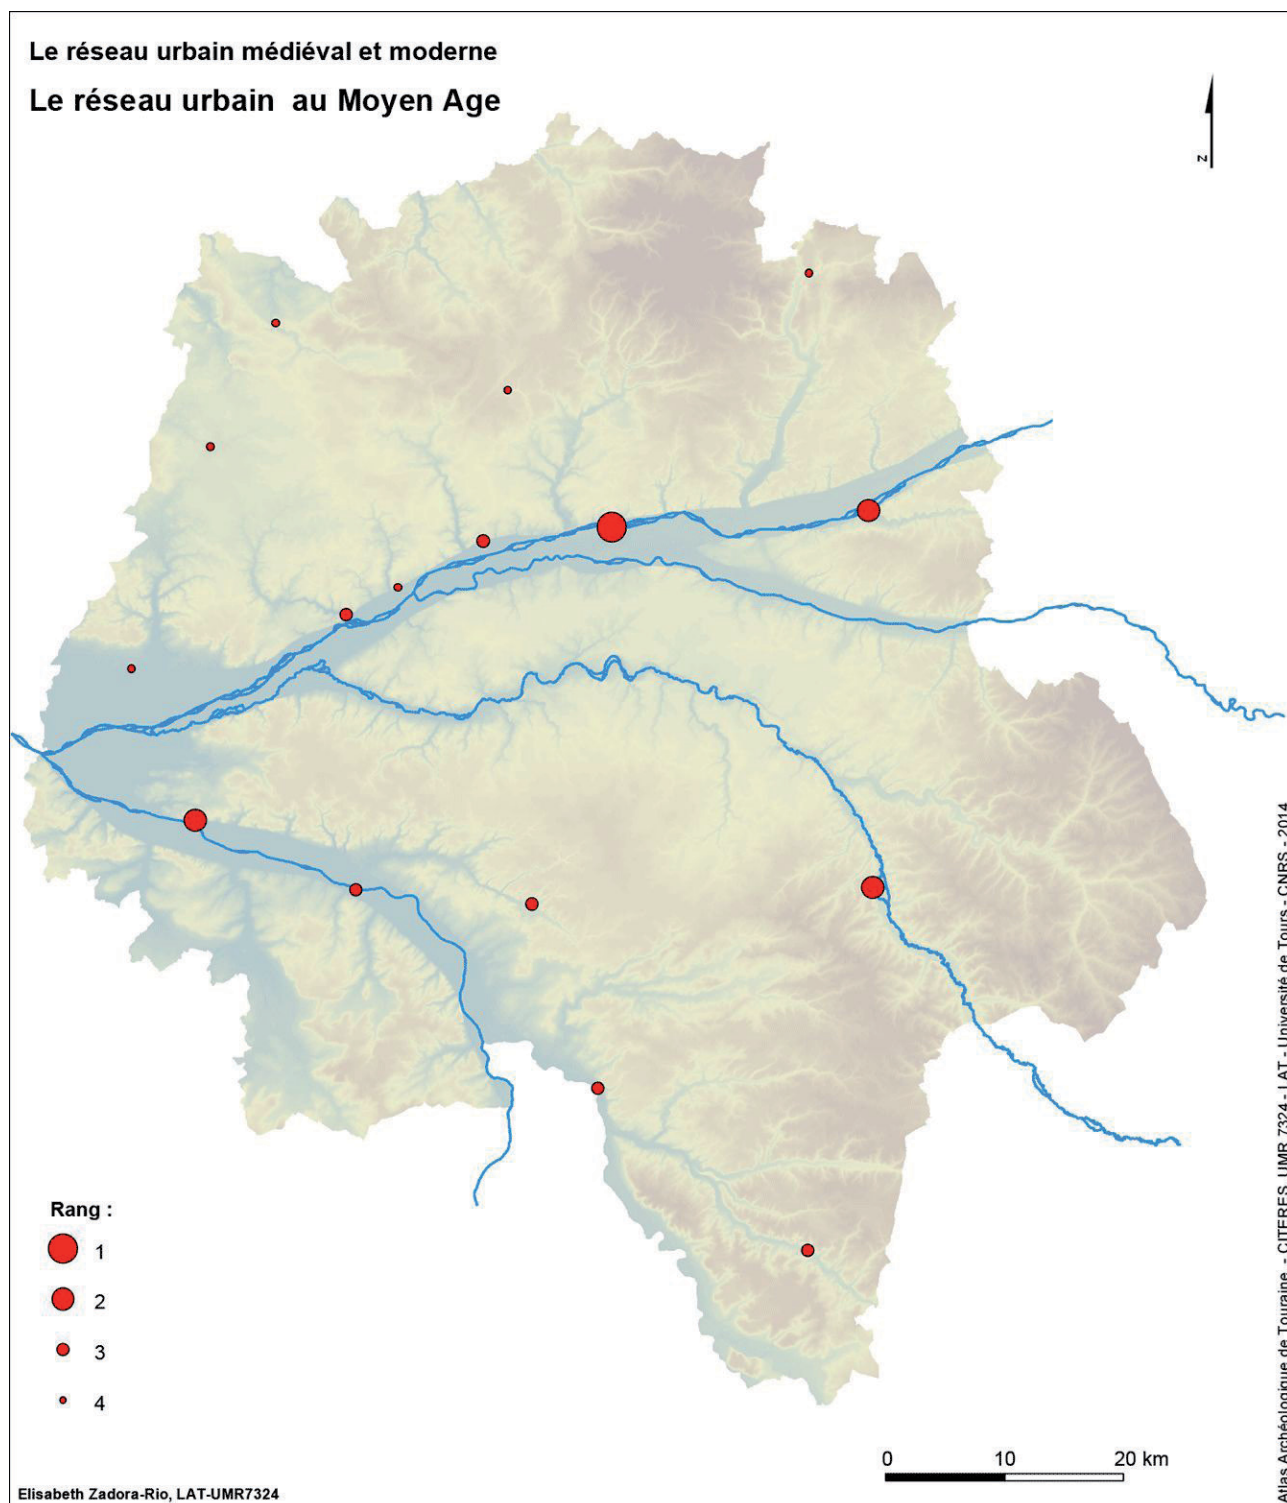 Le réseau urbain médiéval et moderne
Le réseau urbain au Moyen Age
N
Rang :
1
2
3
4
0 10 20 km
Elisabeth Zadora-Rio, LAT-UMR7324
Atlas Archéologique de Touraine - CITERES UMR 7324 - LAT - Université de Tours - CNRS - 2014